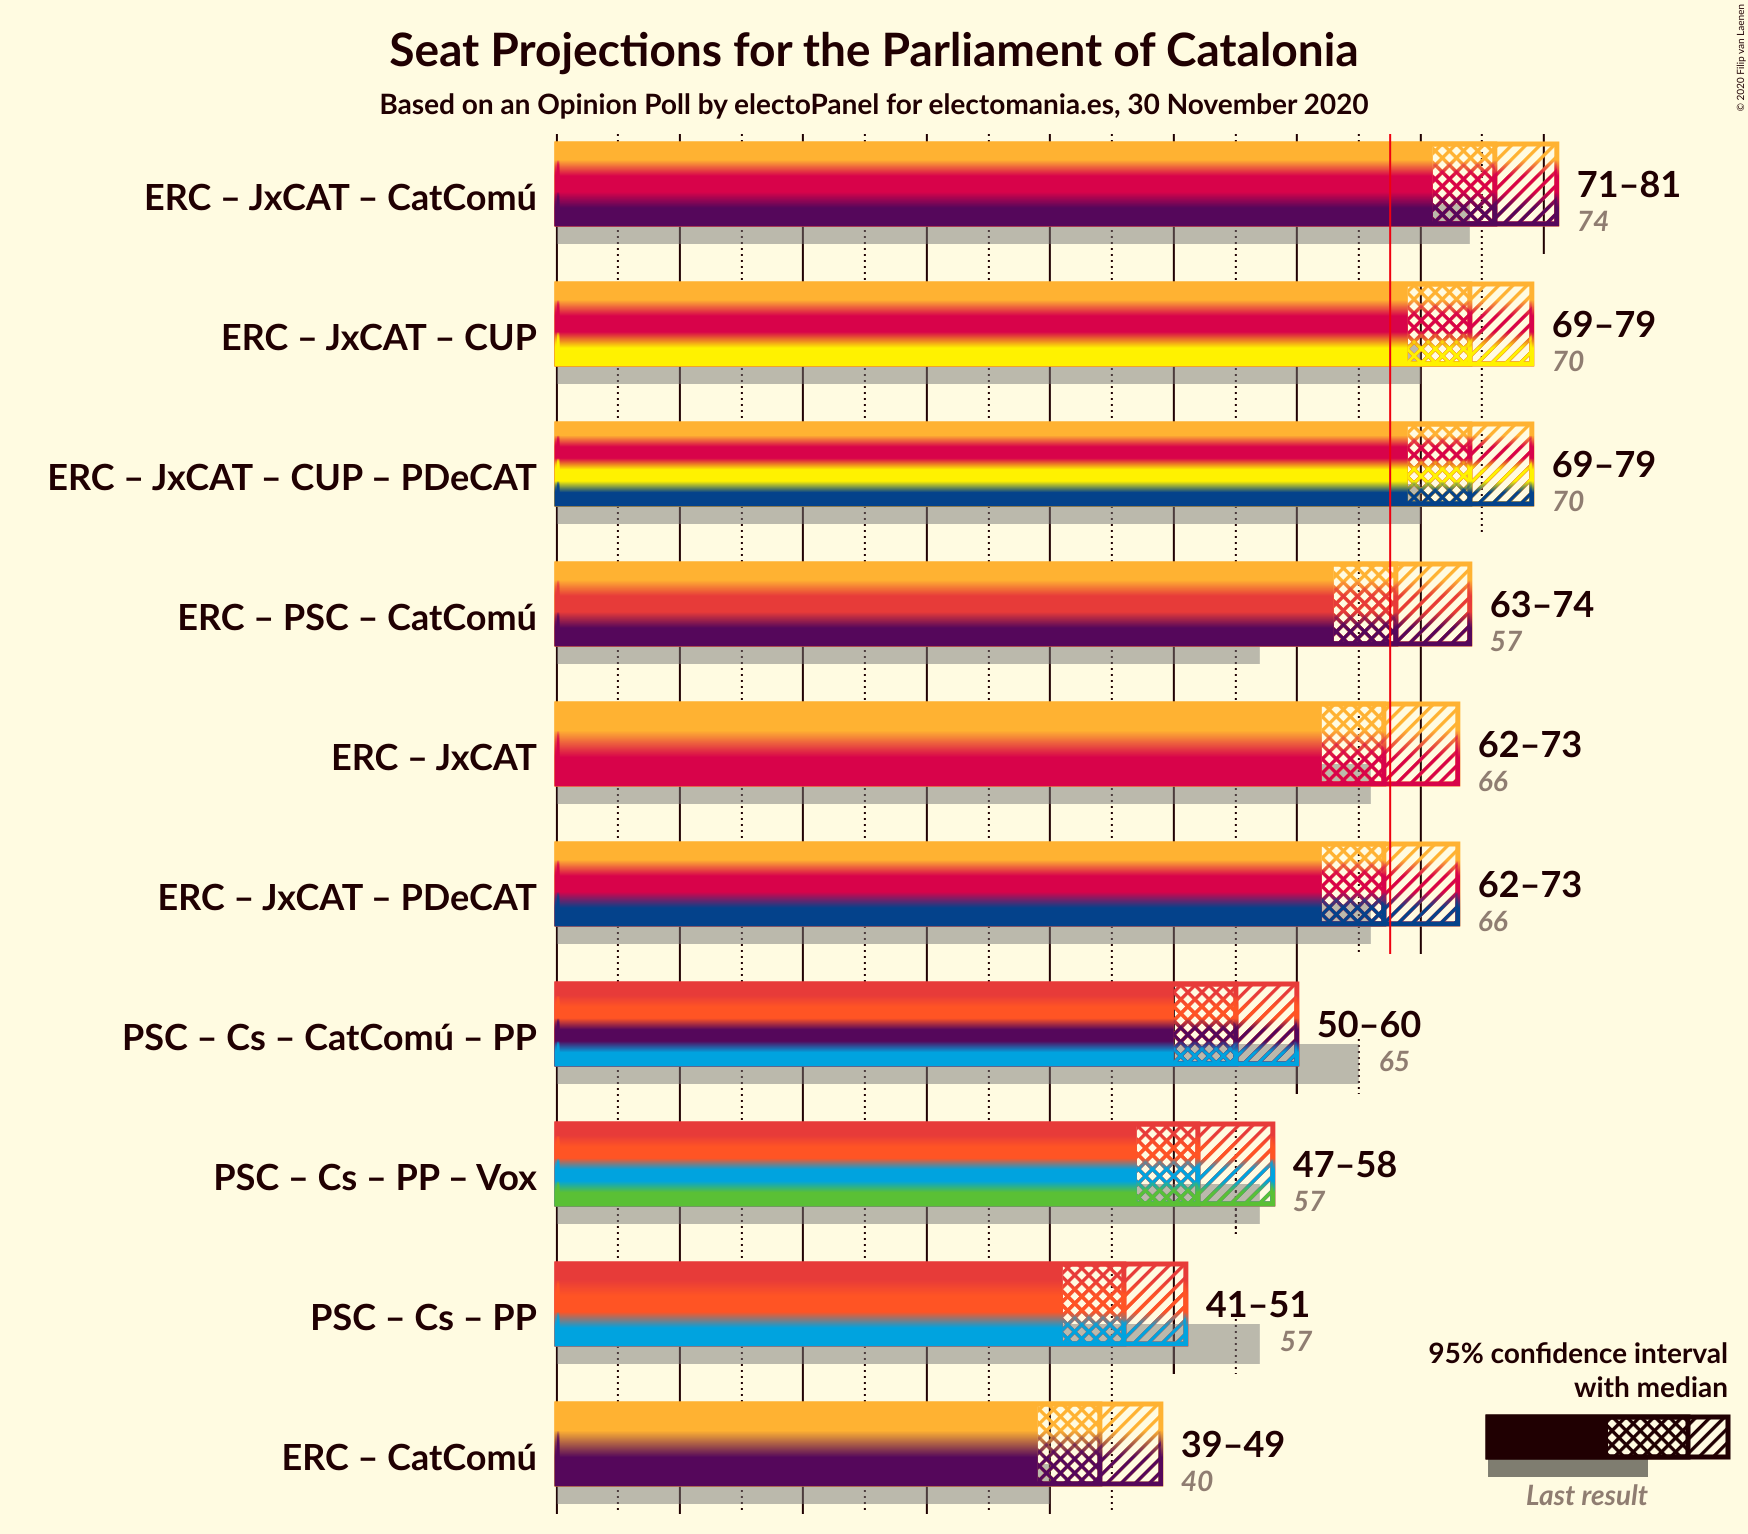 Seat Projections for the Parliament of Catalonia
Based on an Opinion Poll by electoPanel for electomania.es, 30 November 2020
© 2020 Filip van Laenen
ERC – JxCAT – CatComú
71–81
74
ERC – JxCAT – CUP
69–79
70
ERC – JxCAT – CUP – PDeCAT
69–79
70
ERC – PSC – CatComú
63–74
57
ERC – JxCAT
62–73
66
ERC – JxCAT – PDeCAT
62–73
66
PSC – Cs – CatComú – PP
50–60
65
PSC – Cs – PP – Vox
47–58
57
PSC – Cs – PP
41–51
57
ERC – CatComú
39–49
40
95% confidence interval
with median
Last result